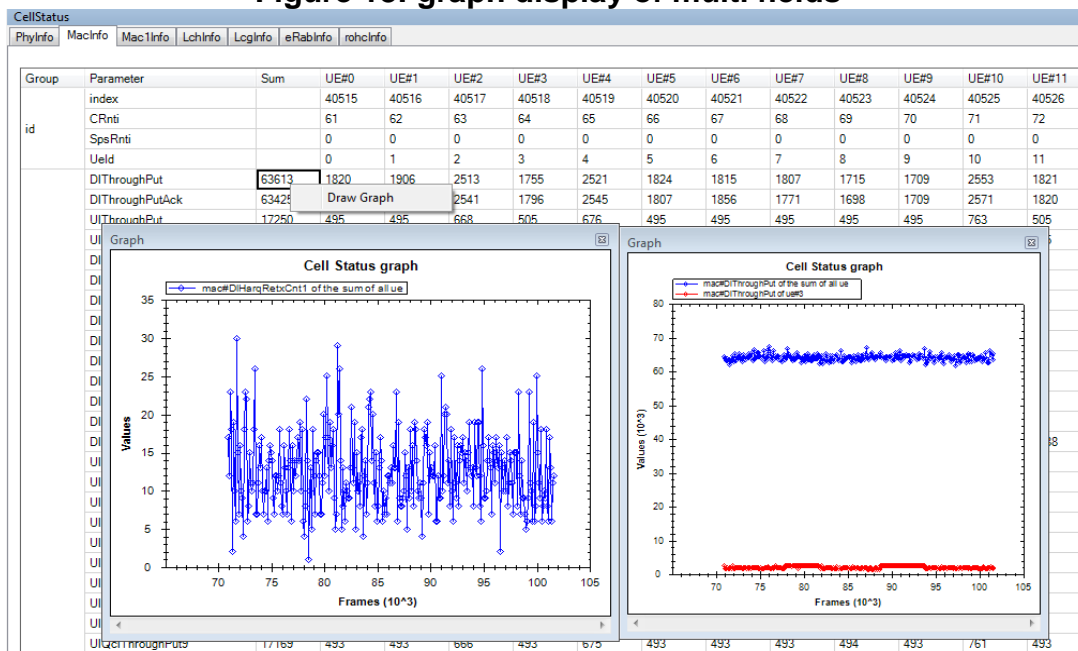 CellStatus
PhyInfo MacInfo Mac1Info LchInfo LcgInfo eRabInfo rohcInfo
Group Parameter Sum UE#0 UE#1 UE#2 UE#3 UE#4 UE#5 UE#6 UE#7 UE#8 UE#9 UE#10 UE#11
index 40515 40516 40517 40518 40519 40520 40521 40522 40523 40524 40525 40526
id
CRnti 61 62 63 64 65 66 67 68 69 70 71 72
SpsRnti 0 0 0 0 0 0 0 0 0 0 0 0
UeId 0 1 2 3 4 5 6 7 8 9 10 11
DlThroughPut 63613 1820 1906 2513 1755 2521 1824 1815 1807 1715 1709 2553 1821
DlThroughPutAck 2541 1796 2545 1807 1856 1771 1698 1709 2571 1820
Draw Graph
UlThroughPut 17250 495 495 668 505 676 495 495 495 495 495 763 505
Graph
Cell Status graph
mac#DlHarqRetxCnt1 of the sum of all ue
35
30
25
20
15
10
5
0
Values
70 75 80 85 90 95 100 105
Frames (10^3)
Graph
Cell Status graph
mac#DlThroughPut of the sum of all ue
mac#DlThroughPut of ue#3
80
70
60
50
40
30
20
10
0
Values (10^3)
70 75 80 85 90 95 100 105
Frames (10^3)
UlQclThroughPut9 17169 493 493 666 493 675 493 493 493 494 493 761 493